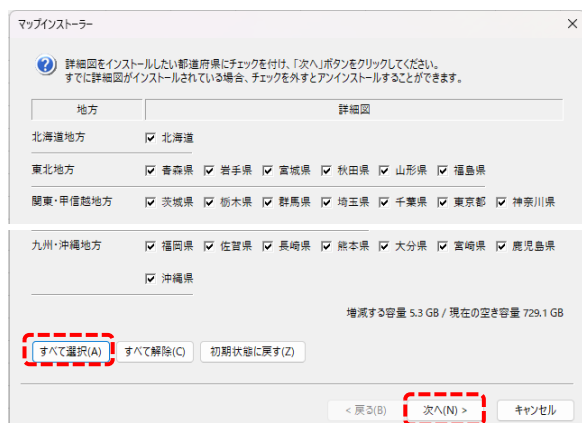 マップインストーラー
詳細図をインストールしたい都道府県にチェックを付け、「次へ」ボタンをクリックしてください。
すでに詳細図がインストールされている場合、チェックを外すとアンインストールすることができます。
地方 詳細図
北海道地方 北海道
東北地方 青森県 岩手県 宮城県 秋田県 山形県 福島県
関東・甲信越地方 茨城県 栃木県 群馬県 埼玉県 千葉県 東京都 神奈川県
九州・沖縄地方 福岡県 佐賀県 長崎県 熊本県 大分県 宮崎県 鹿児島県
沖縄県
増減する容量 5.3 GB / 現在の空き容量 729.1 GB
すべて選択(A) すべて解除(C) 初期状態に戻す(Z)
< 戻る(B) 次へ(N) > キャンセル